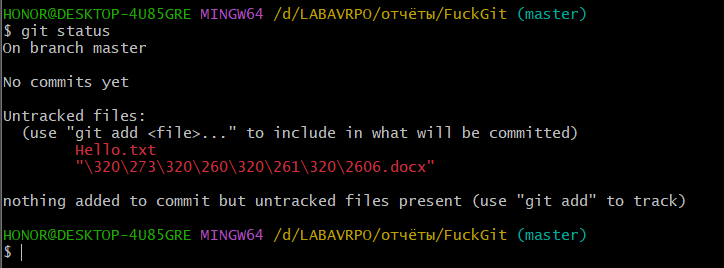 HONOR@DESKTOP-4U85GRE MINGW64 /d/LABAVRPO/отчёты/FuckGit (master)
$ git status
On branch master
No commits yet
Untracked files:
(use "git add <file>..." to include in what will be committed)
Hello.txt
"\320\273\320\260\320\261\320\2606.docx"
nothing added to commit but untracked files present (use "git add" to track)
HONOR@DESKTOP-4U85GRE MINGW64 /d/LABAVRPO/отчёты/FuckGit (master)
$